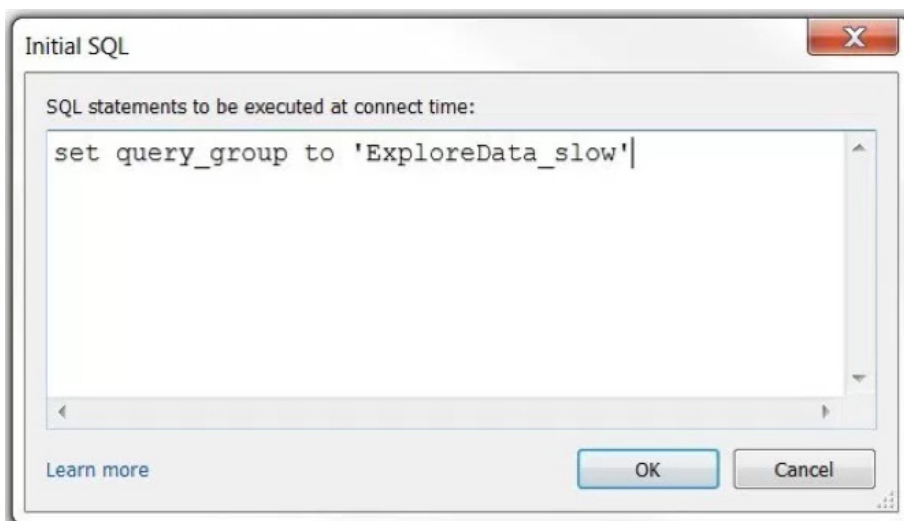 Initial SQL
SQL statements to be executed at connect time:
set query_group to 'ExploreData_slow'
Learn more
OK
Cancel